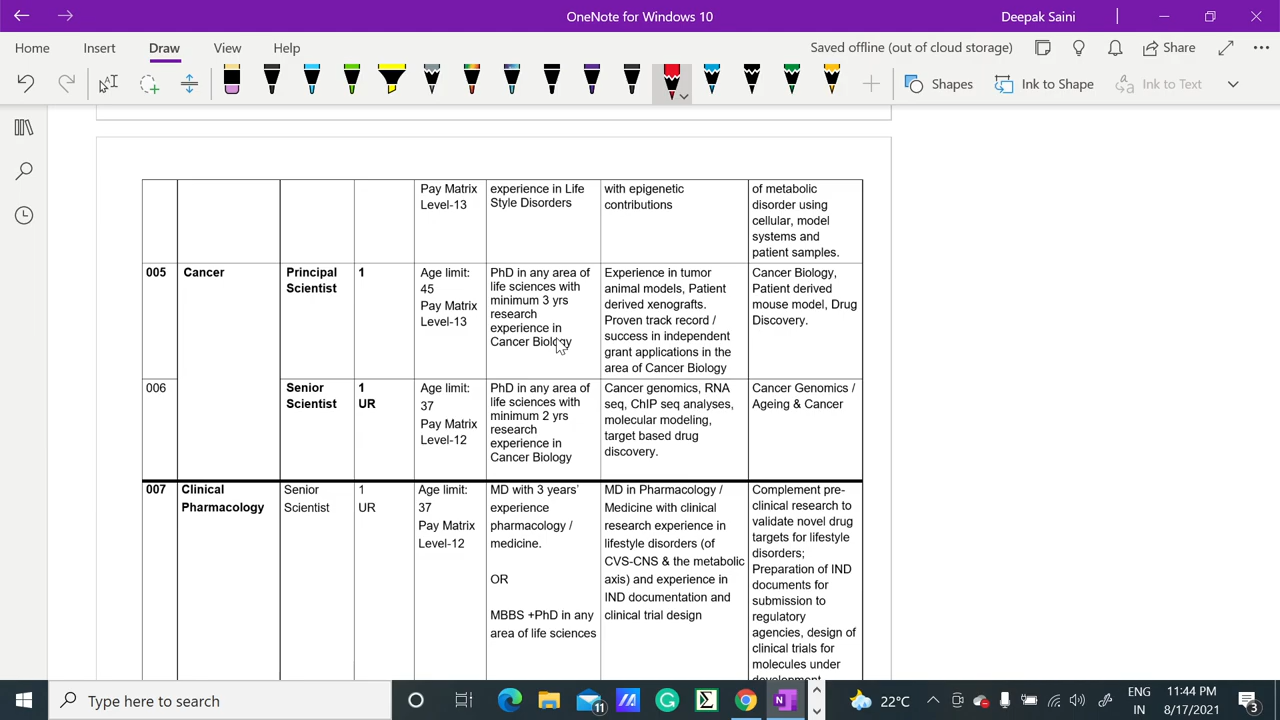 OneNote for Windows 10
Deepak Saini
Home
Insert
Draw
View
Help
Saved offline (out of cloud storage)
Share
Shapes
Ink to Shape
Ink to Text
Pay Matrix
Level-13
experience in Life
Style Disorders
with epigenetic
contributions
of metabolic
disorder using
cellular, model
systems and
patient samples.
005
Cancer
Principal
Scientist
1
Age limit:
45
Pay Matrix
Level-13
PhD in any area of
life sciences with
minimum 3 yrs
research
experience in
Cancer Biology
Experience in tumor
animal models, Patient
derived xenografts.
Proven track record /
success in independent
grant applications in the
area of Cancer Biology
Cancer Biology,
Patient derived
mouse model, Drug
Discovery.
006
Senior
Scientist
1
UR
Age limit:
37
Pay Matrix
Level-12
PhD in any area of
life sciences with
minimum 2 yrs
research
experience in
Cancer Biology
Cancer genomics, RNA
seq, ChIP seq analyses,
molecular modeling,
target based drug
discovery.
Cancer Genomics /
Ageing & Cancer
007
Clinical
Pharmacology
Senior
Scientist
1
UR
Age limit:
37
Pay Matrix
Level-12
MD with 3 years'
experience
pharmacology /
medicine.
OR
MBBS +PhD in any
area of life sciences
MD in Pharmacology /
Medicine with clinical
research experience in
lifestyle disorders (of
CVS-CNS & the metabolic
axis) and experience in
IND documentation and
clinical trial design
Complement pre-
clinical research to
validate novel drug
targets for lifestyle
disorders;
Preparation of IND
documents for
submission to
regulatory
agencies, design of
clinical trials for
molecules under
development
Type here to search
11
22°C
ENG
IN
11:44 PM
8/17/2021
3